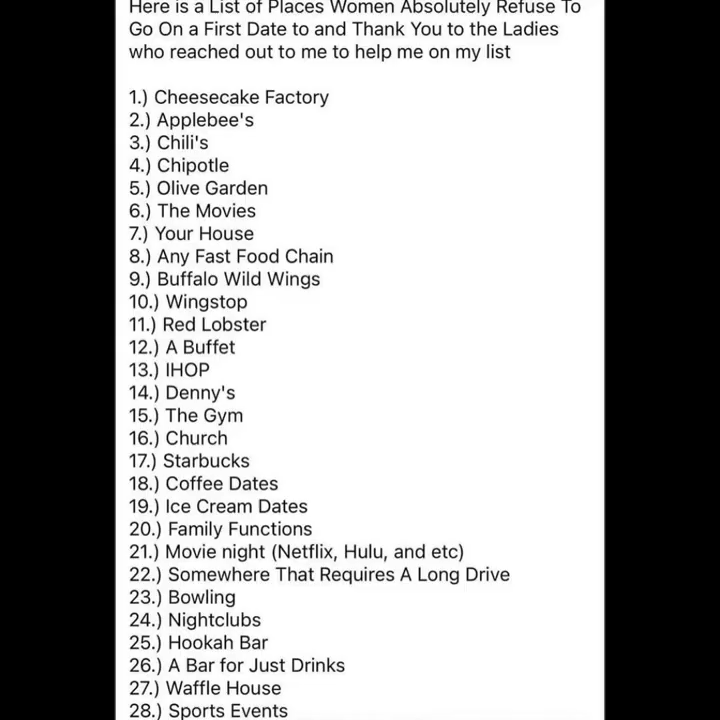 Here is a List of Places Women Absolutely Refuse To
Go On a First Date to and Thank You to the Ladies
who reached out to me to help me on my list
1.) Cheesecake Factory
2.) Applebee's
3.) Chili's
4.) Chipotle
5.) Olive Garden
6.) The Movies
7.) Your House
8.) Any Fast Food Chain
9.) Buffalo Wild Wings
10.) Wingstop
11.) Red Lobster
12.) A Buffet
13.) IHOP
14.) Denny's
15.) The Gym
16.) Church
17.) Starbucks
18.) Coffee Dates
19.) Ice Cream Dates
20.) Family Functions
21.) Movie night (Netflix, Hulu, and etc)
22.) Somewhere That Requires A Long Drive
23.) Bowling
24.) Nightclubs
25.) Hookah Bar
26.) A Bar for Just Drinks
27.) Waffle House
28.) Sports Events